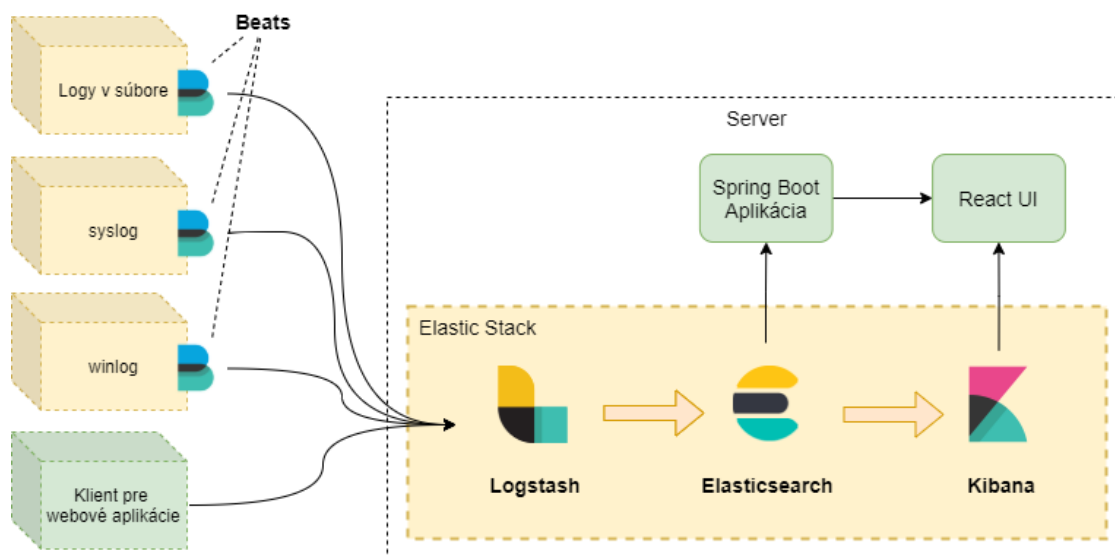 Beats
Logy v súbore
syslog
winlog
Klient pre
webové aplikácie
Server
Spring Boot
Aplikácia
React UI
Elastic Stack
Logstash
Elasticsearch
Kibana